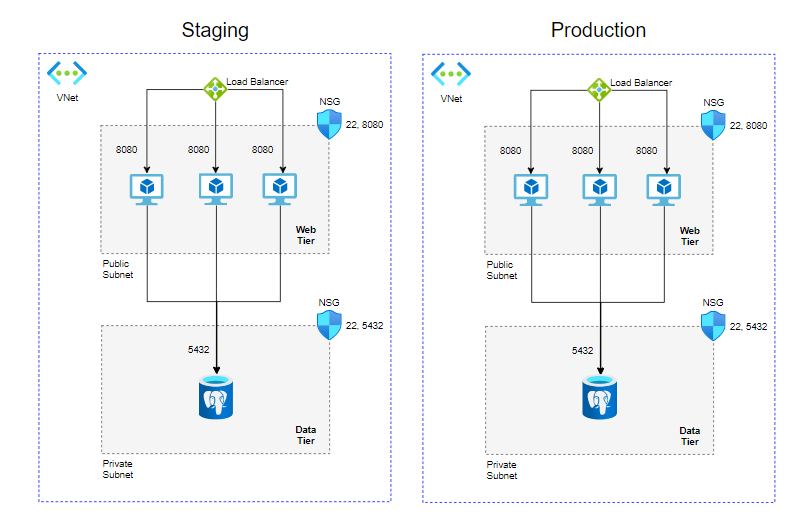 Staging
VNet
Load Balancer
NSG
22, 8080
8080
8080
8080
Web
Tier
Public
Subnet
NSG
22, 5432
5432
Data
Tier
Private
Subnet
Production
VNet
Load Balancer
NSG
22, 8080
8080
8080
8080
Web
Tier
Public
Subnet
NSG
22, 5432
5432
Data
Tier
Private
Subnet